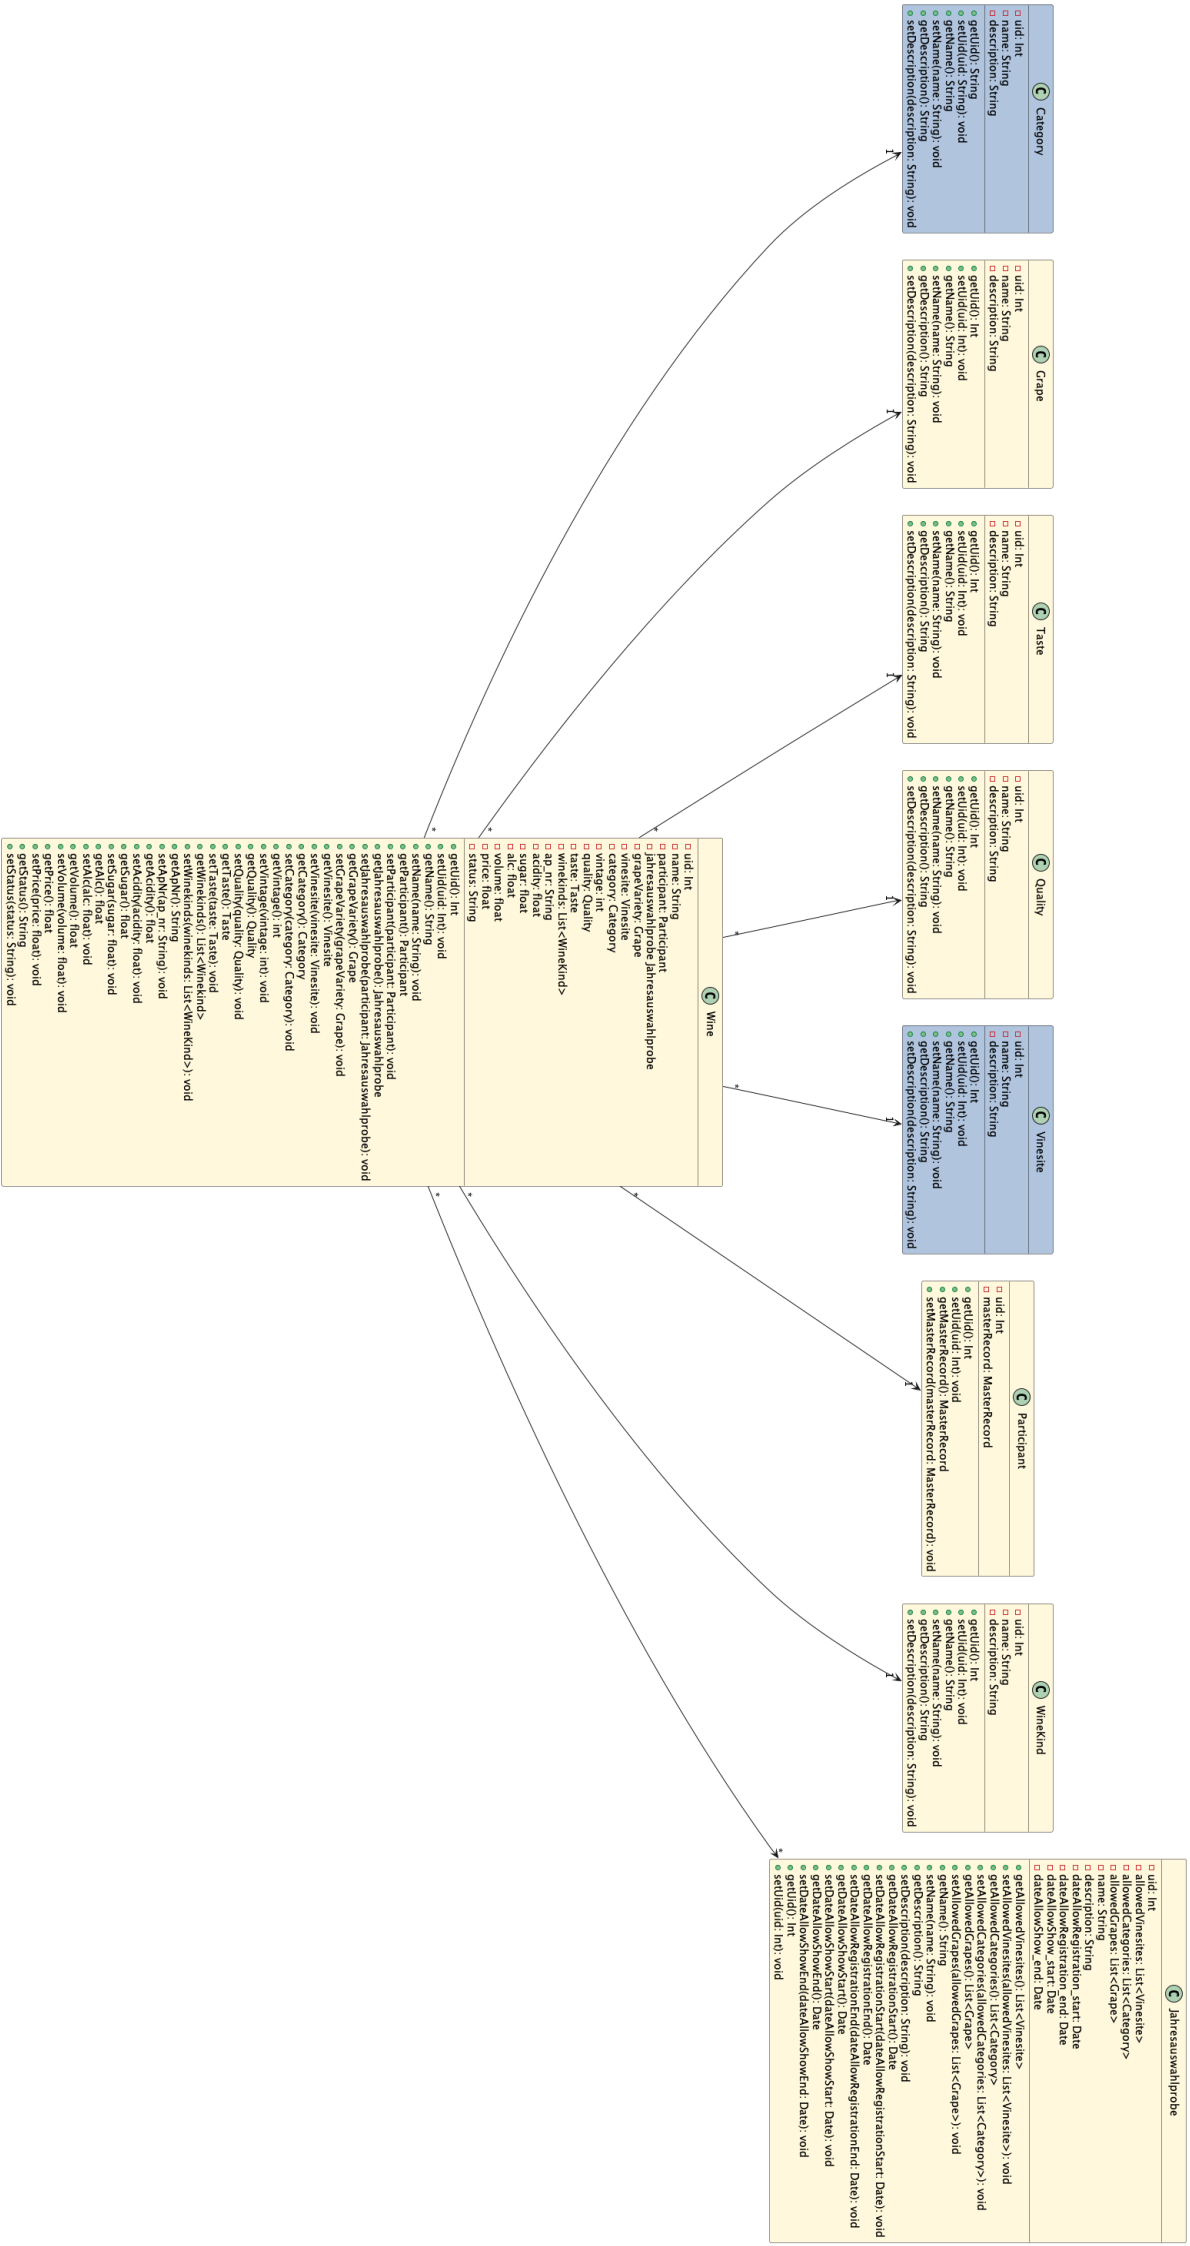 Category
uid: Int
name: String
description: String
getUid(): String
setUid(uid: String): void
getName(): String
setName(name: String): void
getDescription(): String
setDescription(description: String): void
Grape
uid: Int
name: String
description: String
getUid(): Int
setUid(uid: Int): void
getName(): String
setName(name: String): void
getDescription(): String
setDescription(description: String): void
Taste
uid: Int
name: String
description: String
getUid(): Int
setUid(uid: Int): void
getName(): String
setName(name: String): void
getDescription(): String
setDescription(description: String): void
Quality
uid: Int
name: String
description: String
getUid(): Int
setUid(uid: Int): void
getName(): String
setName(name: String): void
getDescription(): String
setDescription(description: String): void
Vinesite
uid: Int
name: String
description: String
getUid(): Int
setUid(uid: Int): void
getName(): String
setName(name: String): void
getDescription(): String
setDescription(description: String): void
Participant
uid: Int
masterRecord: MasterRecord
getUid(): Int
setUid(uid: Int): void
getMasterRecord(): MasterRecord
setMasterRecord(masterRecord: MasterRecord): void
WineKind
uid: Int
name: String
description: String
getUid(): Int
setUid(uid: Int): void
getName(): String
setName(name: String): void
getDescription(): String
setDescription(description: String): void
Jahresauswahlprobe
uid: Int
allowedVinesites: List<Vinesite>
allowedCategories: List<Category>
allowedGrapes: List<Grape>
name: String
description: String
dateAllowRegistration_start: Date
dateAllowRegistration_end: Date
dateAllowShow_start: Date
dateAllowShow_end: Date
getAllowedVinesites(): List<Vinesite>
setAllowedVinesites(allowedVinesites: List<Vinesite>): void
getAllowedCategories(): List<Category>
setAllowedCategories(allowedCategories: List<Category>): void
getAllowedGrapes(): List<Grape>
setAllowedGrapes(allowedGrapes: List<Grape>): void
getName(): String
setName(name: String): void
getDescription(): String
setDescription(description: String): void
getDateAllowRegistrationStart(): Date
setDateAllowRegistrationStart(dateAllowRegistrationStart: Date): void
getDateAllowRegistrationEnd(): Date
setDateAllowRegistrationEnd(dateAllowRegistrationEnd: Date): void
getDateAllowShowStart(): Date
setDateAllowShowStart(dateAllowShowStart: Date): void
getDateAllowShowEnd(): Date
setDateAllowShowEnd(dateAllowShowEnd: Date): void
getUid(): Int
setUid(uid: Int): void
1
1
1
1
1
1
1
*
*
*
*
*
*
*
*
*
Wine
uid: Int
name: String
participant: Participant
jahresauswahlprobe Jahresauswahlprobe
grapeVariety: Grape
vinesite: Vinesite
category: Category
vintage: int
quality: Quality
taste: Taste
winekinds: List<WineKind>
ap_nr: String
acidity: float
sugar: float
alc: float
volume: float
price: float
status: String
getUid(): Int
setUid(uid: Int): void
getName(): String
setName(name: String): void
getParticipant(): Participant
setParticipant(participant: Participant): void
getJahresauswahlprobe(): Jahresauswahlprobe
setJahresauswahlprobe(participant: Jahresauswahlprobe): void
getGrapeVariety(): Grape
setGrapeVariety(grapeVariety: Grape): void
getVinesite(): Vinesite
setVinesite(vinesite: Vinesite): void
getCategory(): Category
setCategory(category: Category): void
getVintage(): int
setVintage(vintage: int): void
getQuality(): Quality
setQuality(quality: Quality): void
getTaste(): Taste
setTaste(taste: Taste): void
getWinekinds(): List<Winekind>
setWinekinds(winekinds: List<WineKind>): void
getApNr(): String
setApNr(ap_nr: String): void
getAcidity(): float
setAcidity(acidity: float): void
getSugar(): float
setSugar(sugar: float): void
getAlc(): float
setAlc(alc: float): void
getVolume(): float
setVolume(volume: float): void
getPrice(): float
setPrice(price: float): void
getStatus(): String
setStatus(status: String): void